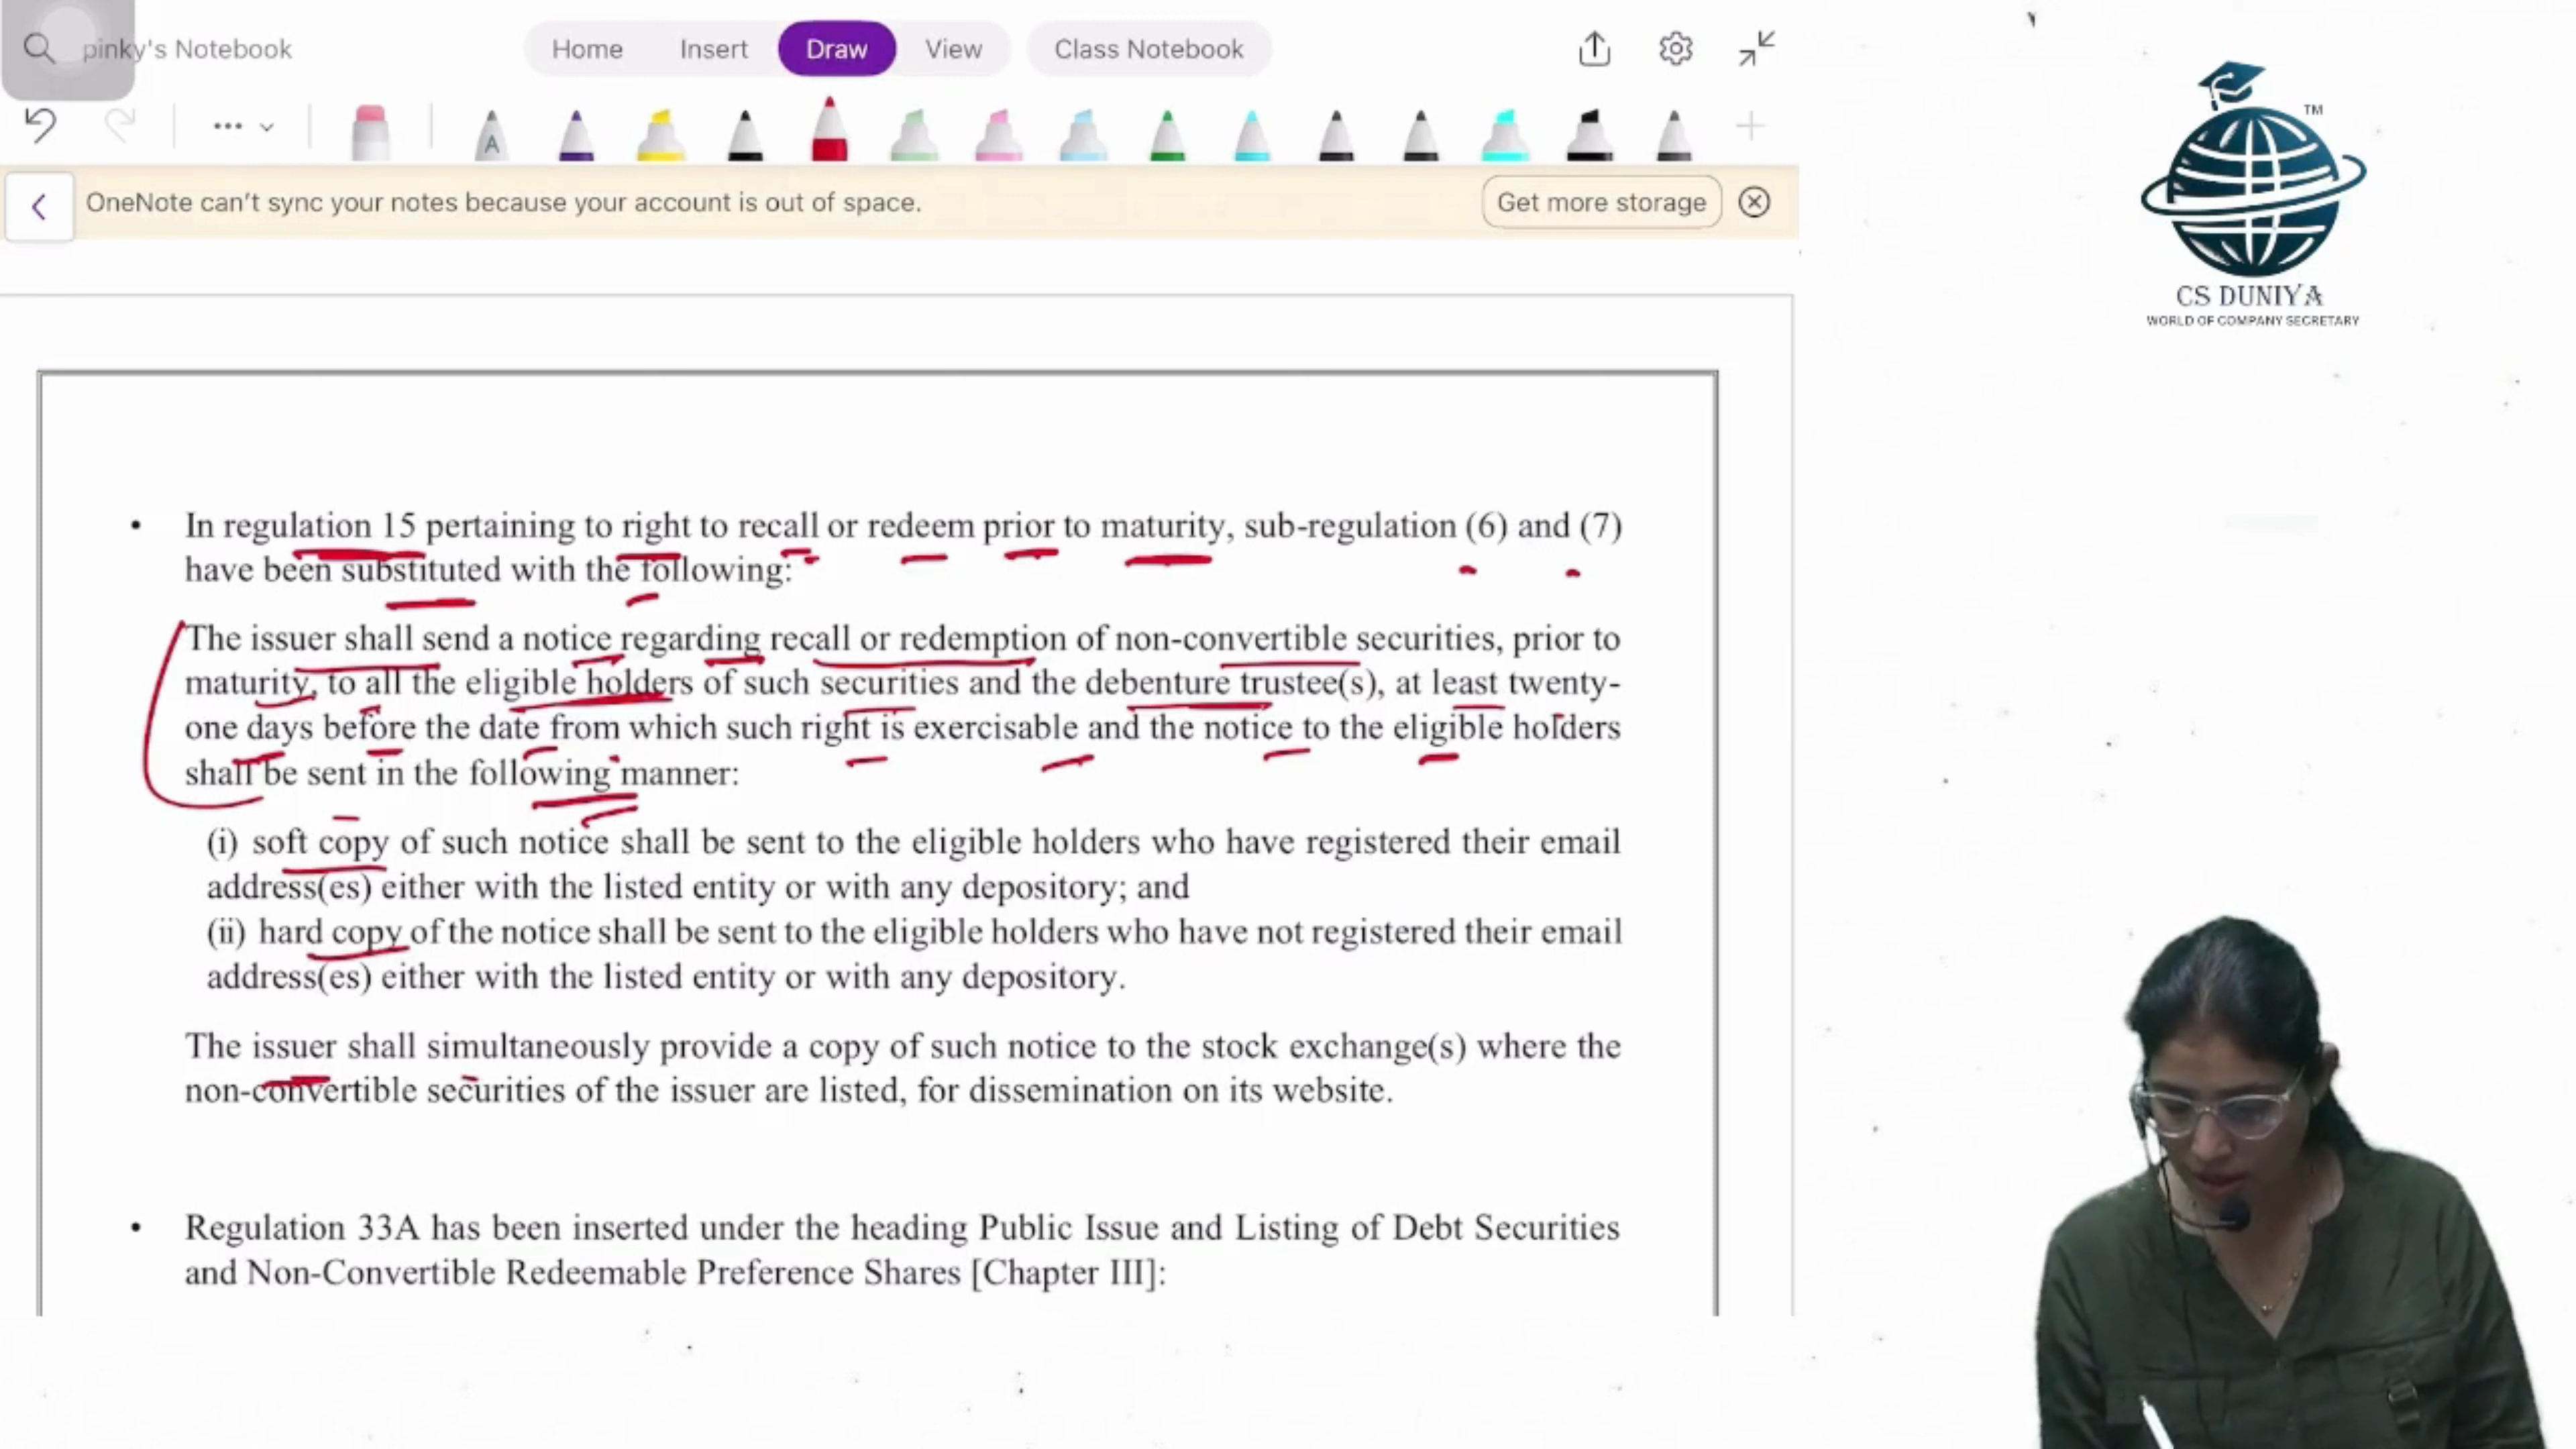 pinky's Notebook
Home Insert Draw View Class Notebook
A
OneNote can't sync your notes because your account is out of space.
Get more storage
TM
CS DUNIYA
WORLD OF COMPANY SECRETARY
• In regulation 15 pertaining to right to recall or redeem prior to maturity, sub-regulation (6) and (7)
have been substituted with the following:
The issuer shall send a notice regarding recall or redemption of non-convertible securities, prior to
maturity, to all the eligible holders of such securities and the debenture trustee(s), at least twenty-
one days before the date from which such right is exercisable and the notice to the eligible holders
shall be sent in the following manner:
(i) soft copy of such notice shall be sent to the eligible holders who have registered their email
address(es) either with the listed entity or with any depository; and
(ii) hard copy of the notice shall be sent to the eligible holders who have not registered their email
address(es) either with the listed entity or with any depository.
The issuer shall simultaneously provide a copy of such notice to the stock exchange(s) where the
non-convertible securities of the issuer are listed, for dissemination on its website.
• Regulation 33A has been inserted under the heading Public Issue and Listing of Debt Securities
and Non-Convertible Redeemable Preference Shares [Chapter III]: